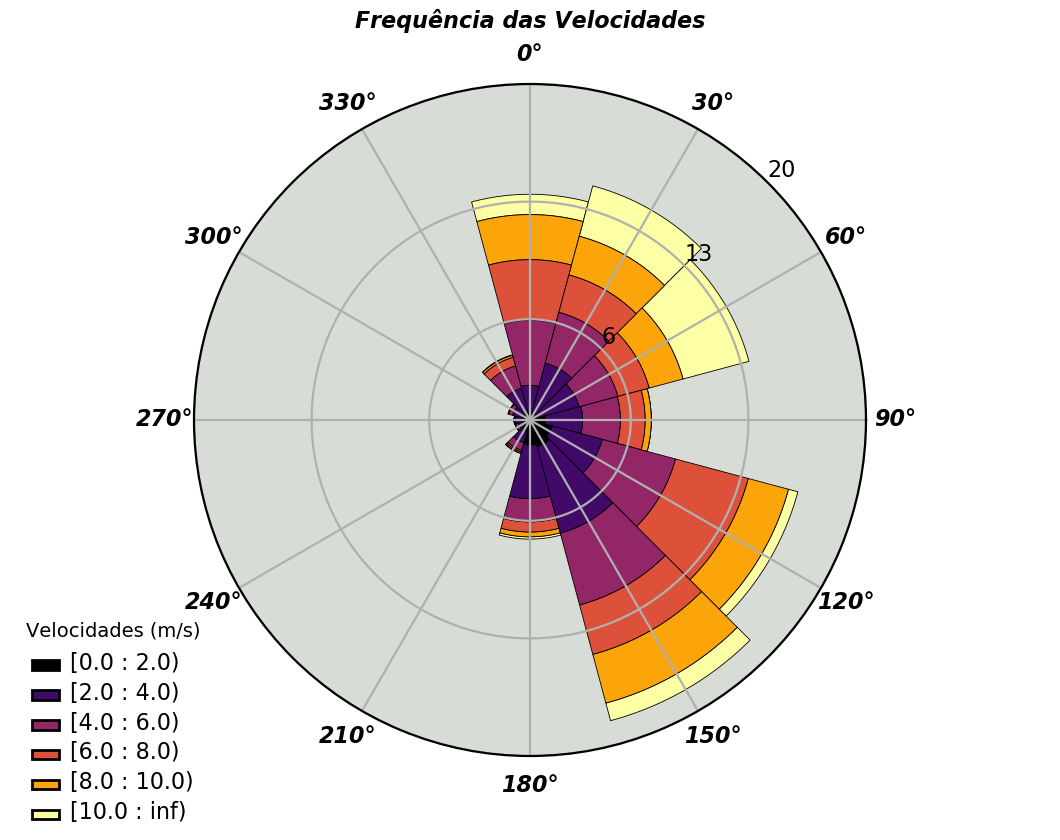 Frequência das Velocidades
0°
330°
30°
20
300°
60°
13
6
270°
90°
240°
120°
210°
150°
180°
Velocidades (m/s)
[0.0 : 2.0)
[2.0 : 4.0)
[4.0 : 6.0)
[6.0 : 8.0)
[8.0 : 10.0)
[10.0 : inf)